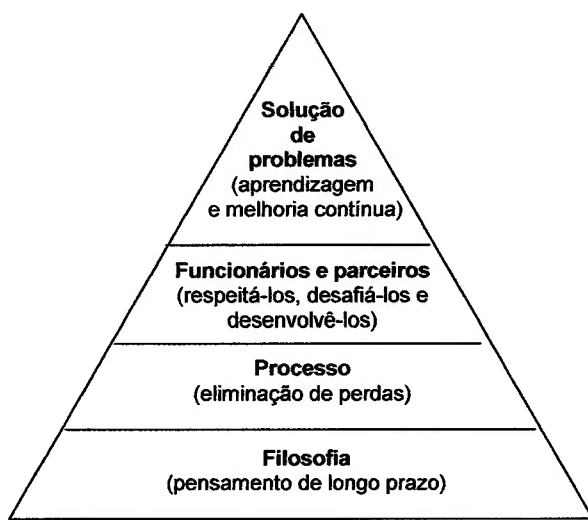 Solução
de
problemas
(aprendizagem
e melhoria contínua)
Funcionários e parceiros
(respeitá-los, desafiá-los e
desenvolvê-los)
Processo
(eliminação de perdas)
Filosofia
(pensamento de longo prazo)